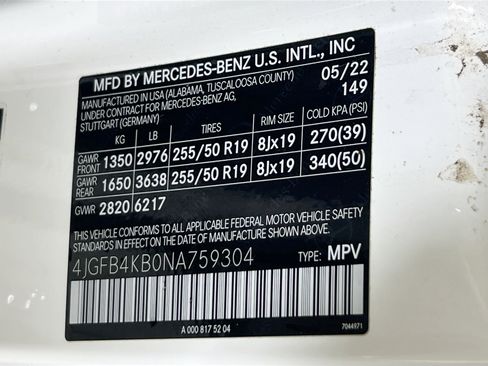 MFD BY MERCEDES-BENZ U.S. INTL., INC
MANUFACTURED IN USA (ALABAMA, TUSCALOOSA COUNTY) 05/22
UNDER CONTRACT FOR MERCEDES-BENZ AG, 149
STUTTGART (GERMANY)
KG LB TIRES RIM SIZE COLD KPA (PSI)
GAWR FRONT 1350 2976 255/50 R19 8Jx19 270(39)
GAWR REAR 1650 3638 255/50 R19 8Jx19 340(50)
GVWR 2820 6217
THIS VEHICLE CONFORMS TO ALL APPLICABLE FEDERAL MOTOR VEHICLE SAFETY
STANDARDS IN EFFECT ON THE DATE OF MANUFACTURE SHOWN ABOVE.
4JGFB4KB0NA759304 TYPE: MPV
A 000 817 52 04 7044971